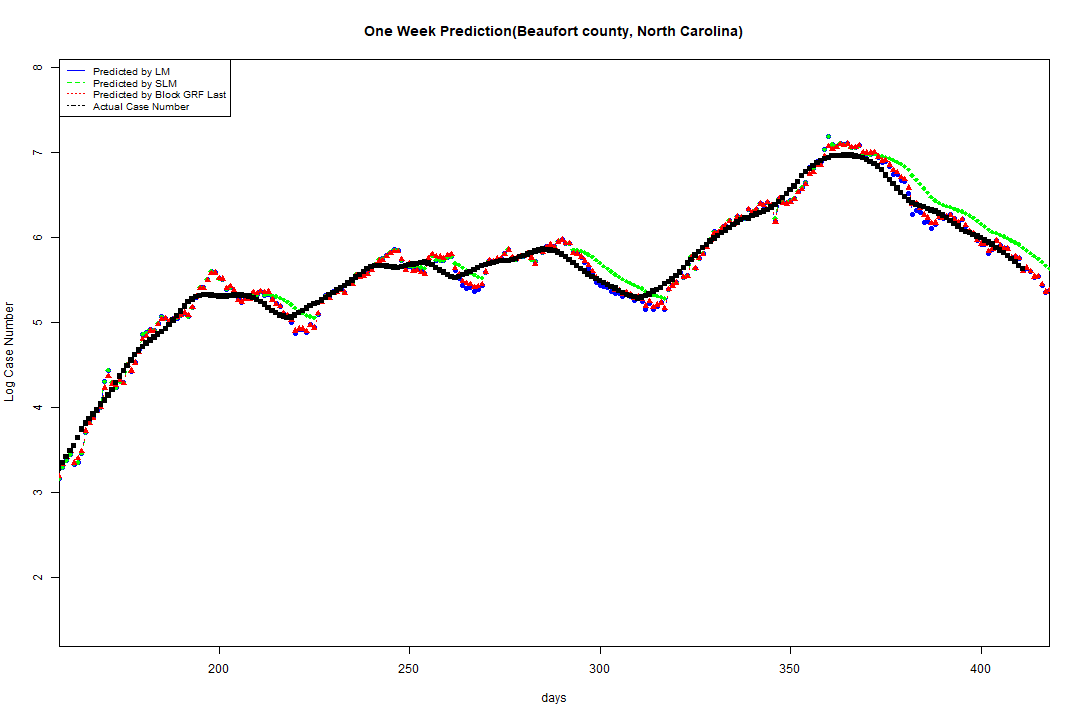 One Week Prediction(Beaufort county, North Carolina)
Predicted by LM
Predicted by SLM
Predicted by Block GRF Last
Actual Case Number
8
7
6
5
4
3
2
Log Case Number
200 250 300 350 400
days